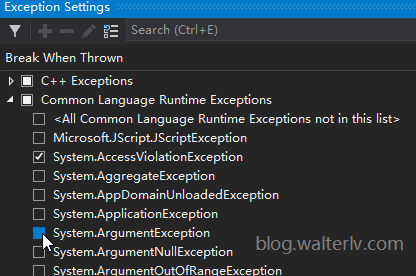 Exception Settings
Search (Ctrl+E)
Break When Thrown
C++ Exceptions
Common Language Runtime Exceptions
<All Common Language Runtime Exceptions not in this list>
Microsoft.JScript.JScriptException
System.AccessViolationException
System.AggregateException
System.AppDomainUnloadedException
System.ApplicationException
System.ArgumentException
System.ArgumentNullException
System.ArgumentOutOfRangeException
blog.walterlv.com